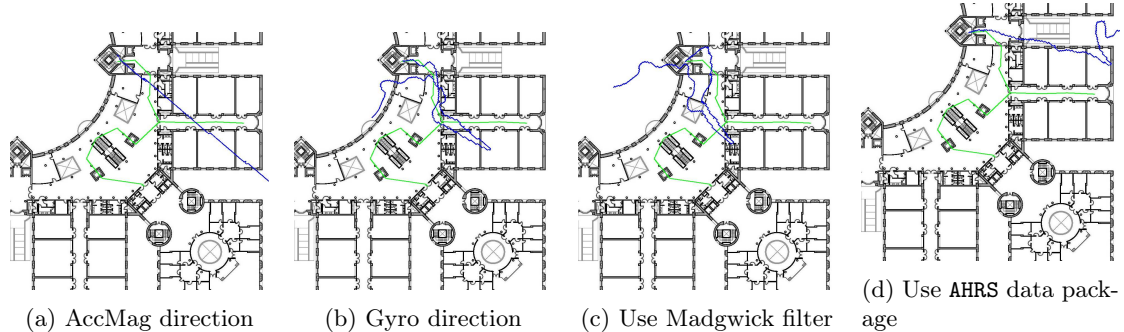 (a) AccMag direction
(b) Gyro direction
(c) Use Madgwick filter
(d) Use AHRS data pack-
age